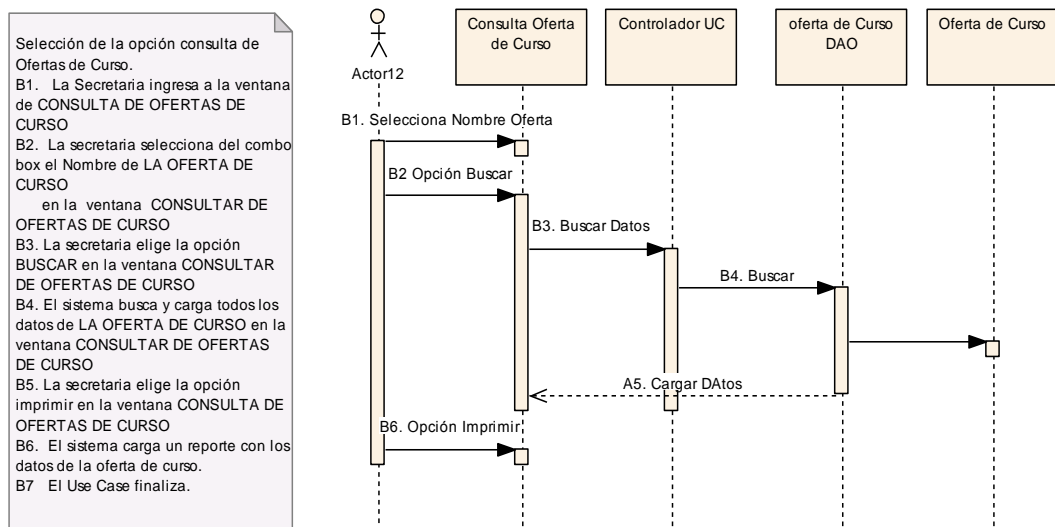 Selección de la opción consulta de
Ofertas de Curso.
B1. La Secretaria ingresa a la ventana
de CONSULTA DE OFERTAS DE
CURSO
B2. La secretaria selecciona del combo
box el Nombre de LA OFERTA DE
CURSO
en la ventana CONSULTAR DE
OFERTAS DE CURSO
B3. La secretaria elige la opción
BUSCAR en la ventana CONSULTAR
DE OFERTAS DE CURSO
B4. El sistema busca y carga todos los
datos de LA OFERTA DE CURSO en la
ventana CONSULTAR DE OFERTAS
DE CURSO
B5. La secretaria elige la opción
imprimir en la ventana CONSULTA DE
OFERTAS DE CURSO
B6. El sistema carga un reporte con los
datos de la oferta de curso.
B7 El Use Case finaliza.
Actor12
Consulta Oferta
de Curso
Controlador UC
oferta de Curso
DAO
Oferta de Curso
B1. Selecciona Nombre Oferta
B2 Opción Buscar
B3. Buscar Datos
B4. Buscar
A5. Cargar DAtos
B6. Opción Imprimir